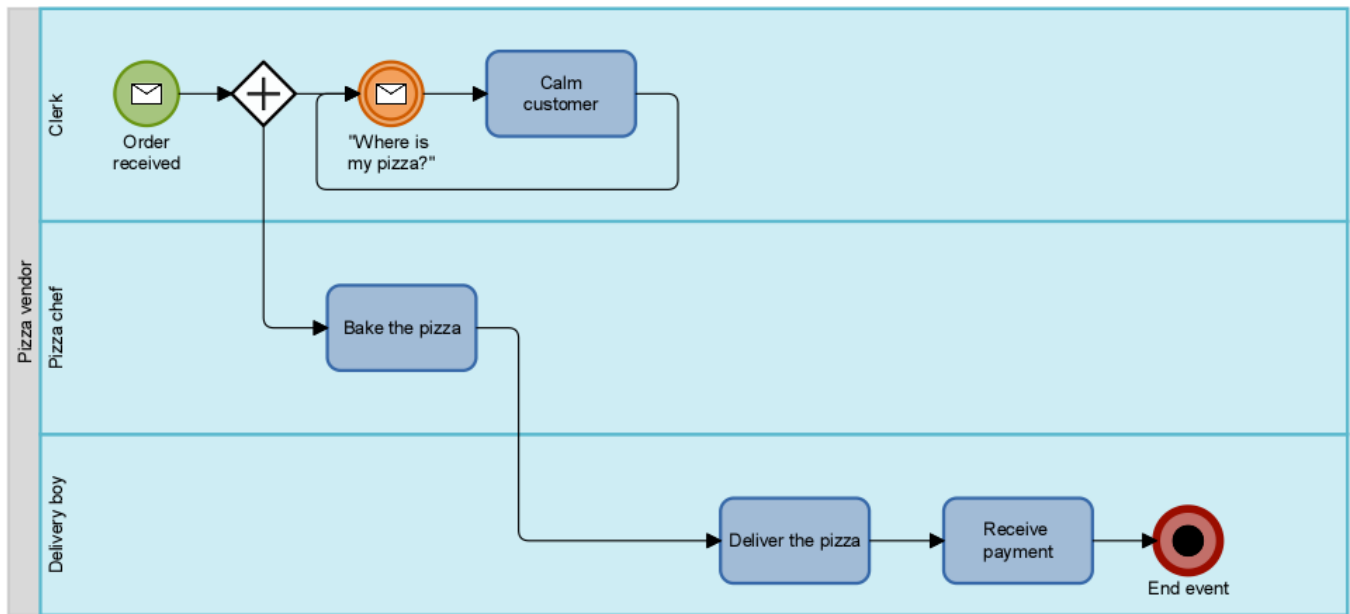 Pizza vendor
Clerk
Order
received
"Where is
my pizza?"
Calm
customer
Pizza chef
Bake the pizza
Delivery boy
Deliver the pizza
Receive
payment
End event